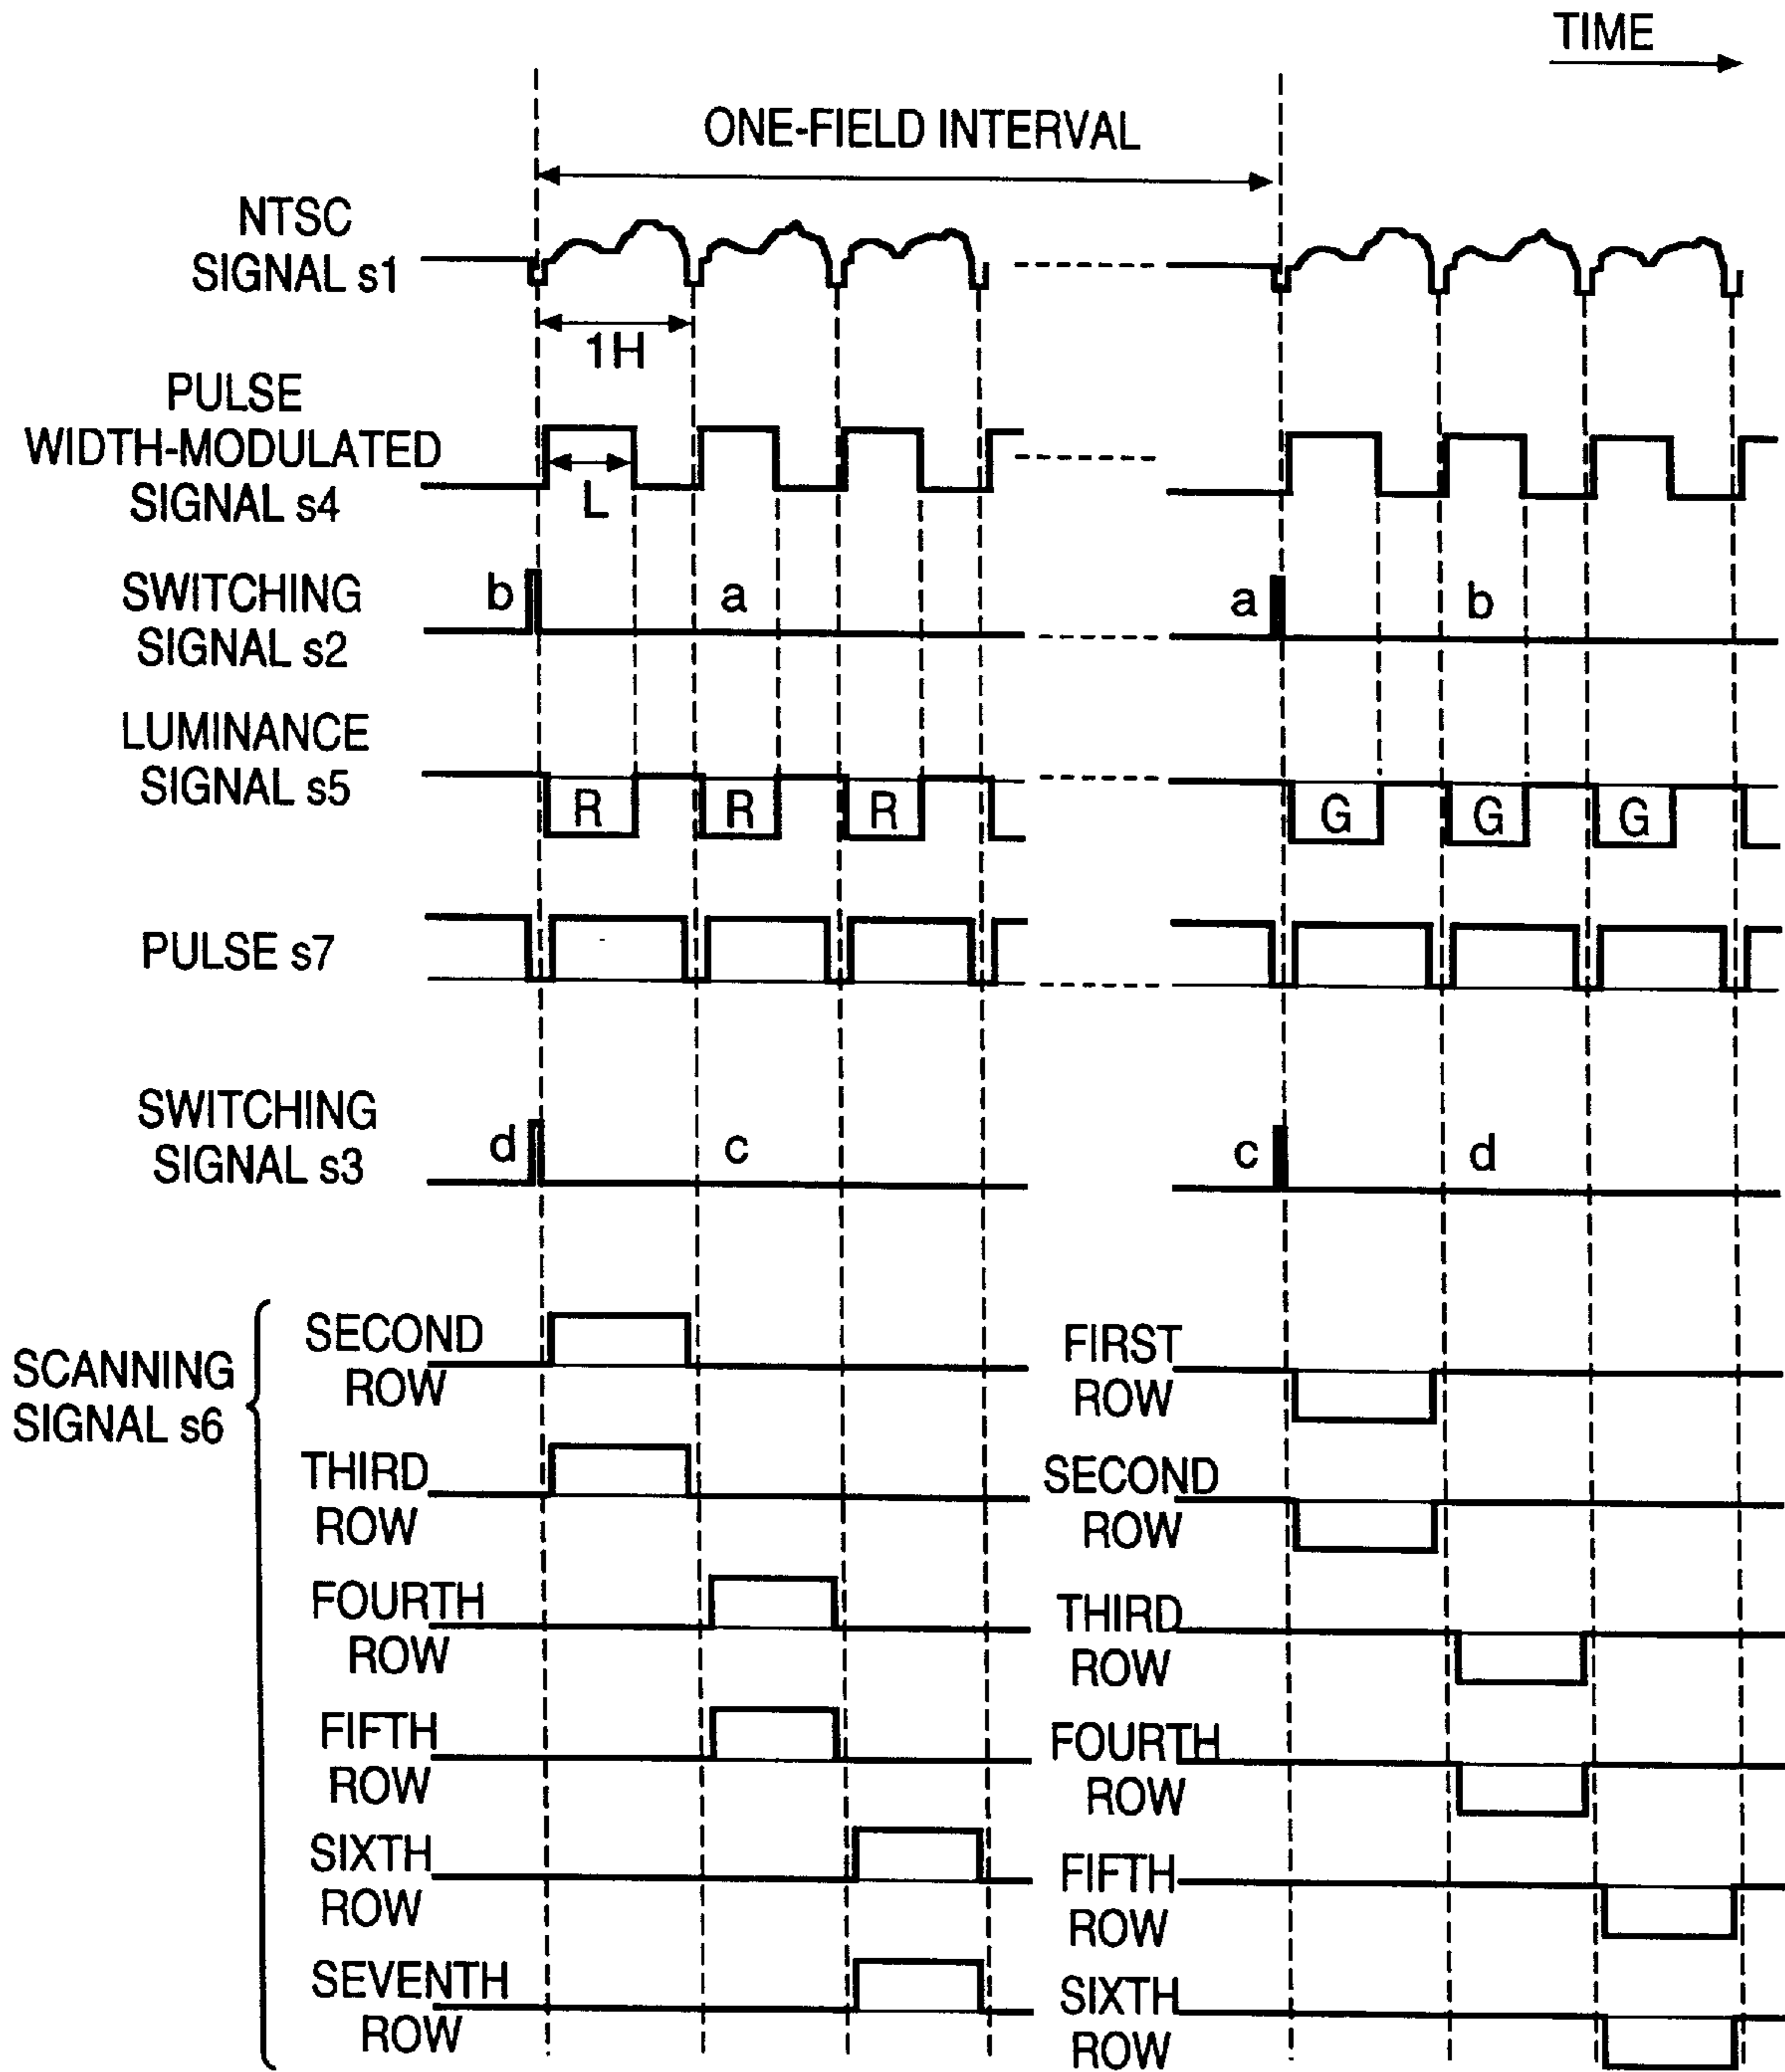 TIME
ONE-FIELD INTERVAL
NTSC
SIGNAL s1
1H
PULSE
WIDTH-MODULATED
SIGNAL s4
L
SWITCHING
SIGNAL s2
b
a
a
b
LUMINANCE
SIGNAL s5
R
R
R
G
G
G
PULSE s7
SWITCHING
SIGNAL s3
d
c
c
d
SCANNING
SIGNAL s6
SECOND
ROW
THIRD
ROW
FOURTH
ROW
FIFTH
ROW
SIXTH
ROW
SEVENTH
ROW
FIRST
ROW
SECOND
ROW
THIRD
ROW
FOURTH
ROW
FIFTH
ROW
SIXTH
ROW